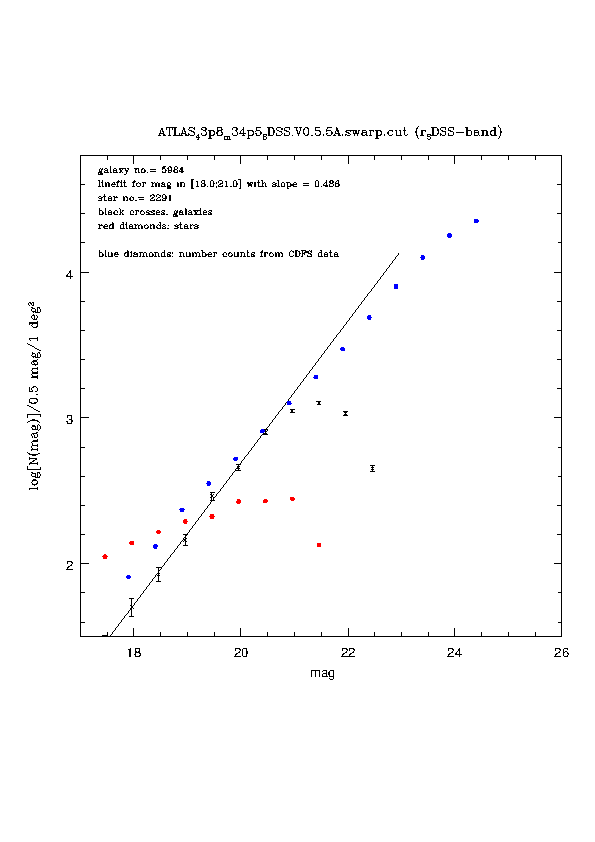 ATLAS43p8m34p5SDSS.V0.5.5A.swarp.cut (rSDSS-band)
galaxy no.= 5984
linefit for mag in [18.0;21.0] with slope = 0.486
star no.= 2291
black crosses: galaxies
red diamonds: stars
blue diamonds: number counts from CDFS data
log[N(mag)]/0.5 mag/1 deg²
4
3
2
18 20 22 24 26
mag